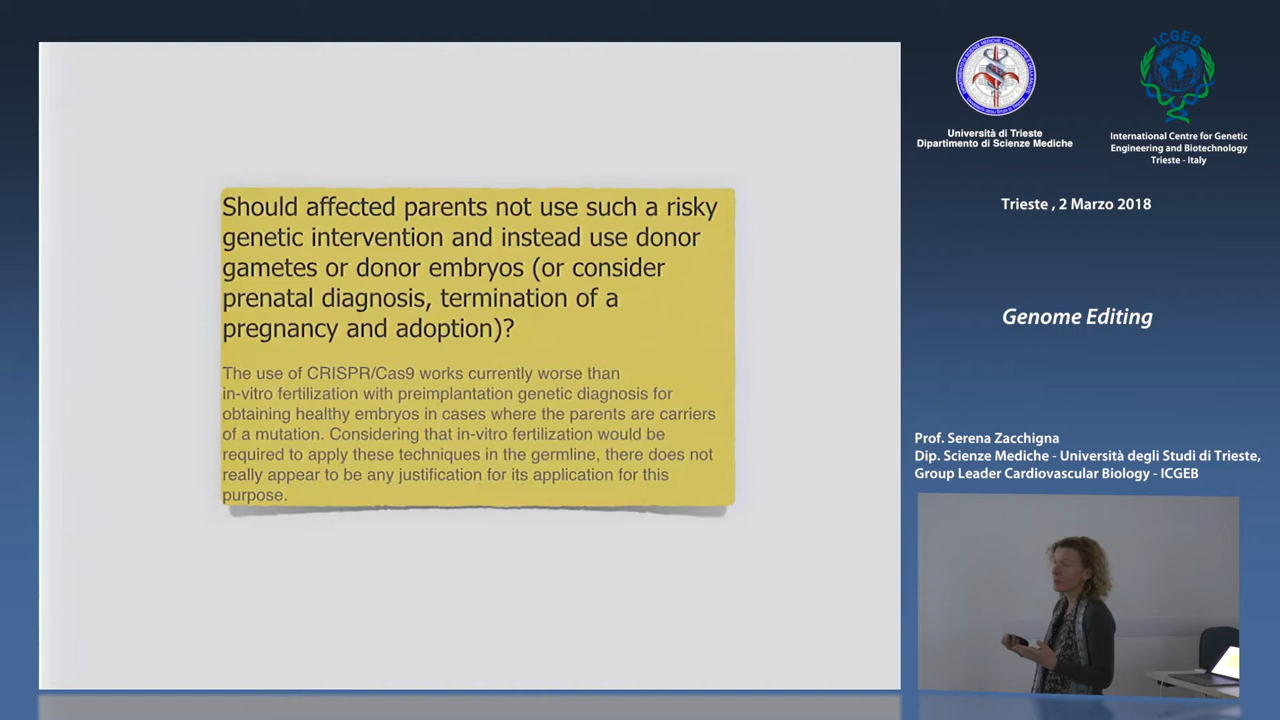 Should affected parents not use such a risky
genetic intervention and instead use donor
gametes or donor embryos (or consider
prenatal diagnosis, termination of a
pregnancy and adoption)?
The use of CRISPR/Cas9 works currently worse than
in-vitro fertilization with preimplantation genetic diagnosis for
obtaining healthy embryos in cases where the parents are carriers
of a mutation. Considering that in-vitro fertilization would be
required to apply these techniques in the germline, there does not
really appear to be any justification for its application for this
purpose.
Università di Trieste
Dipartimento di Scienze Mediche
ICGEB
International Centre for Genetic
Engineering and Biotechnology
Trieste - Italy
Trieste , 2 Marzo 2018
Genome Editing
Prof. Serena Zacchigna
Dip. Scienze Mediche - Università degli Studi di Trieste,
Group Leader Cardiovascular Biology - ICGEB